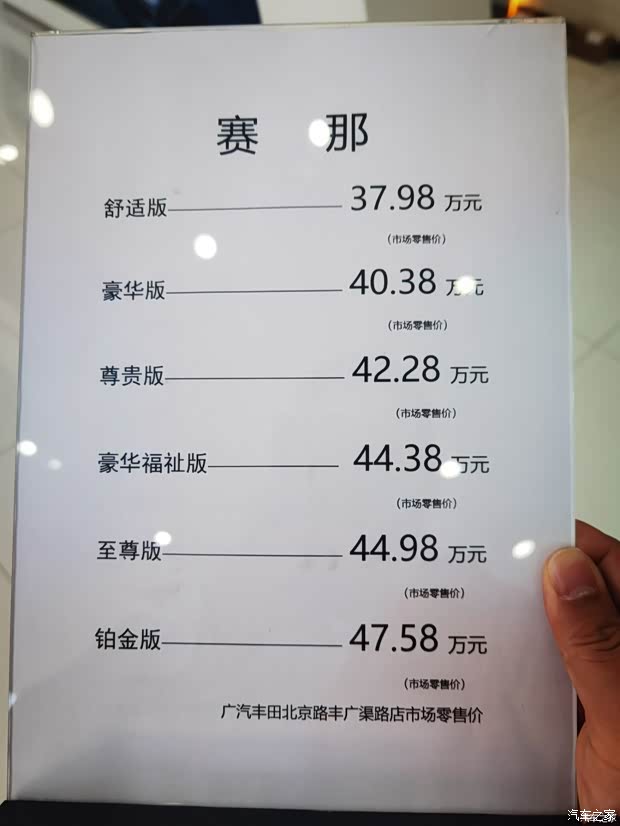 赛 那
舒适版 37.98 万元
(市场零售价)
豪华版 40.38 万元
(市场零售价)
尊贵版 42.28 万元
(市场零售价)
豪华福祉版 44.38 万元
(市场零售价)
至尊版 44.98 万元
(市场零售价)
铂金版 47.58 万元
(市场零售价)
广汽丰田北京路丰广渠路店市场零售价
汽车之家